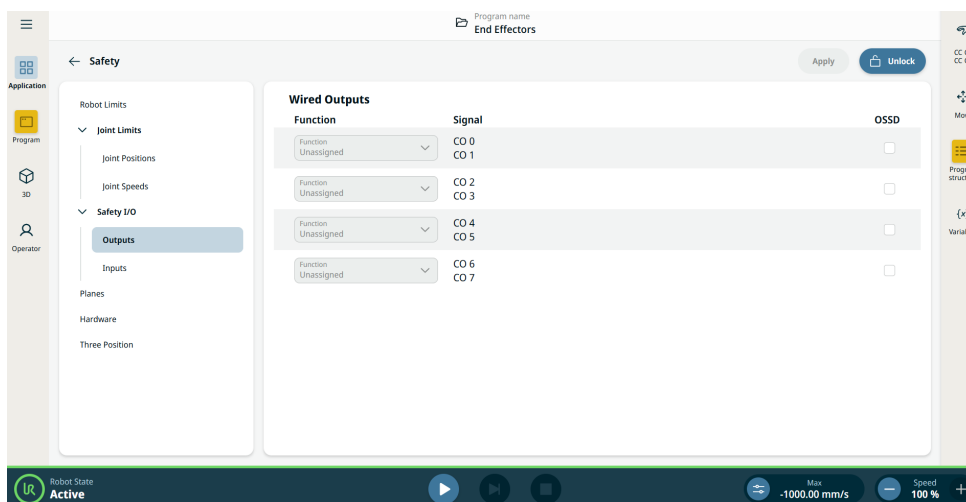 Program name
End Effectors
Application
Program
3D
Operator
Safety
Apply
Unlock
Robot Limits
Joint Limits
Joint Positions
Joint Speeds
Safety I/O
Outputs
Inputs
Planes
Hardware
Three Position
Wired Outputs
Function Signal OSSD
Function
Unassigned
CO 0
CO 1
Function
Unassigned
CO 2
CO 3
Function
Unassigned
CO 4
CO 5
Function
Unassigned
CO 6
CO 7
CC
CC
UR
Robot State
Active
Max
-1000.00 mm/s
Speed
100 %